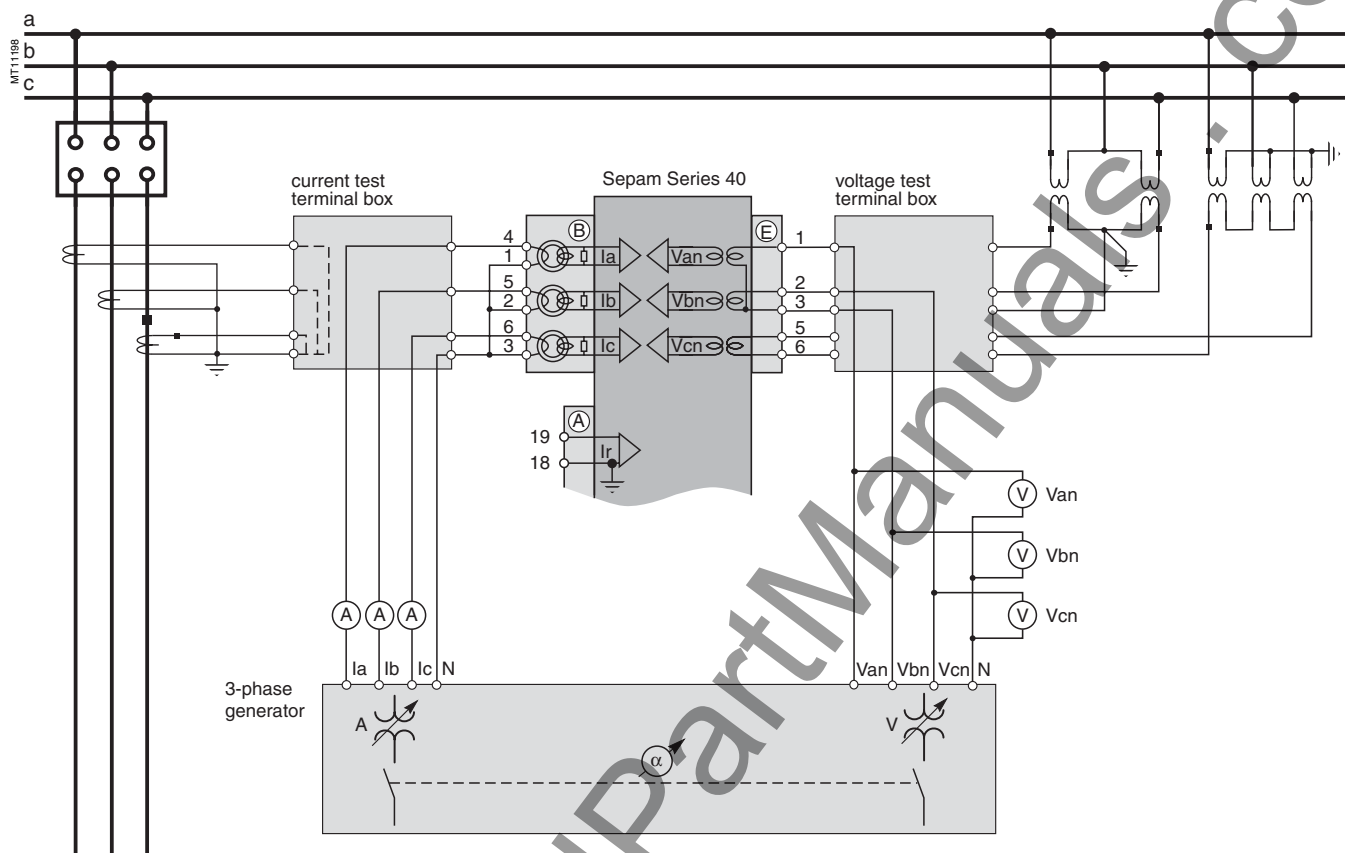 a
MT11198
b
c
current test
terminal box
Sepam Series 40
voltage test
terminal box
4
1
5
2
6
3
B
Ia
Ib
Ic
Van
Vbn
Vcn
E
1
2
3
5
6
A
19
18
Ir
V Van
V Vbn
V Vcn
A A A
Ia Ib Ic N
Van Vbn Vcn N
3-phase
generator
A
α
V
PartManuals.co